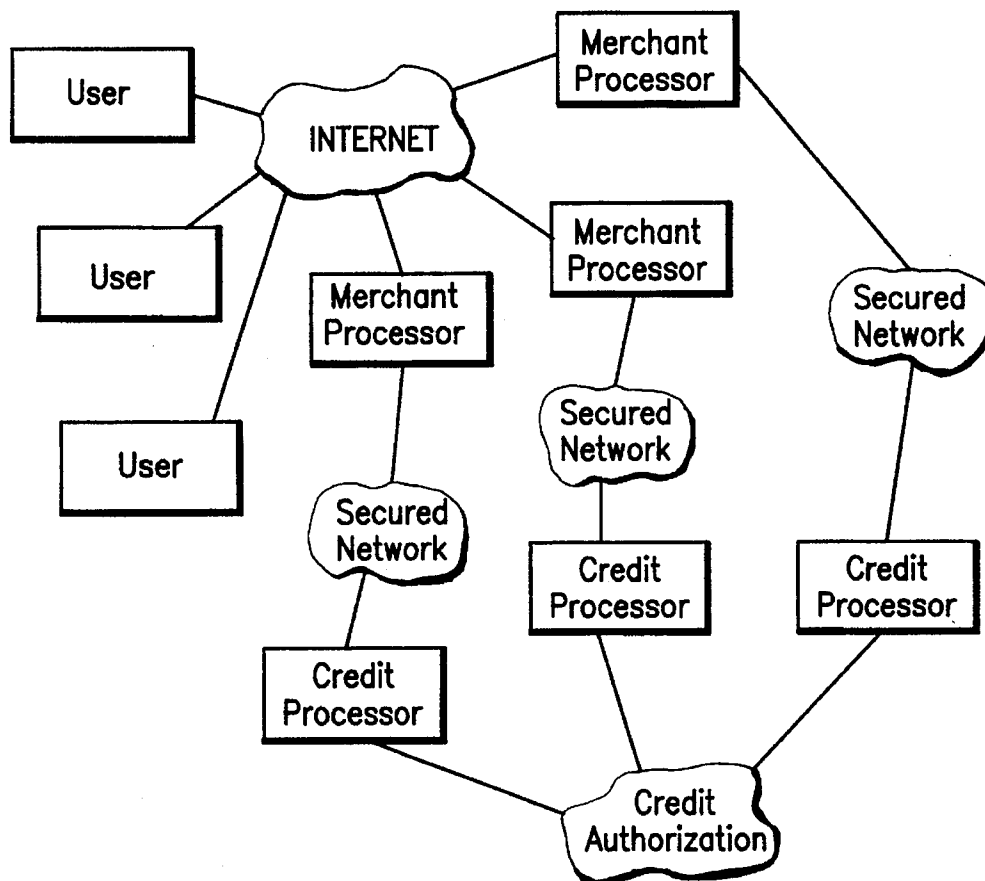 Merchant
Processor
User
INTERNET
Merchant
Processor
User
Merchant
Processor
Secured
Network
Secured
Network
User
Secured
Network
Credit
Processor
Credit
Processor
Credit
Processor
Credit
Authorization